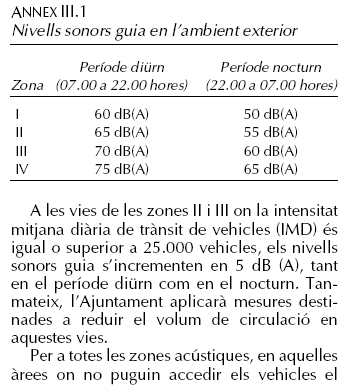 ANNEX III.1
Nivells sonors guia en l'ambient exterior
Període diürn Període nocturn
Zona (07.00 a 22.00 hores) (22.00 a 07.00 hores)
I 60 dB(A) 50 dB(A)
II 65 dB(A) 55 dB(A)
III 70 dB(A) 60 dB(A)
IV 75 dB(A) 65 dB(A)
A les vies de les zones II i III on la intensitat
mitjana diària de trànsit de vehicles (IMD) és
igual o superior a 25.000 vehicles, els nivells
sonors guia s'incrementen en 5 dB (A), tant
en el període diürn com en el nocturn. Tan-
mateix, l'Ajuntament aplicarà mesures desti-
nades a reduir el volum de circulació en
aquestes vies.
Per a totes les zones acústiques, en aquelles
àrees on no puguin accedir els vehicles el